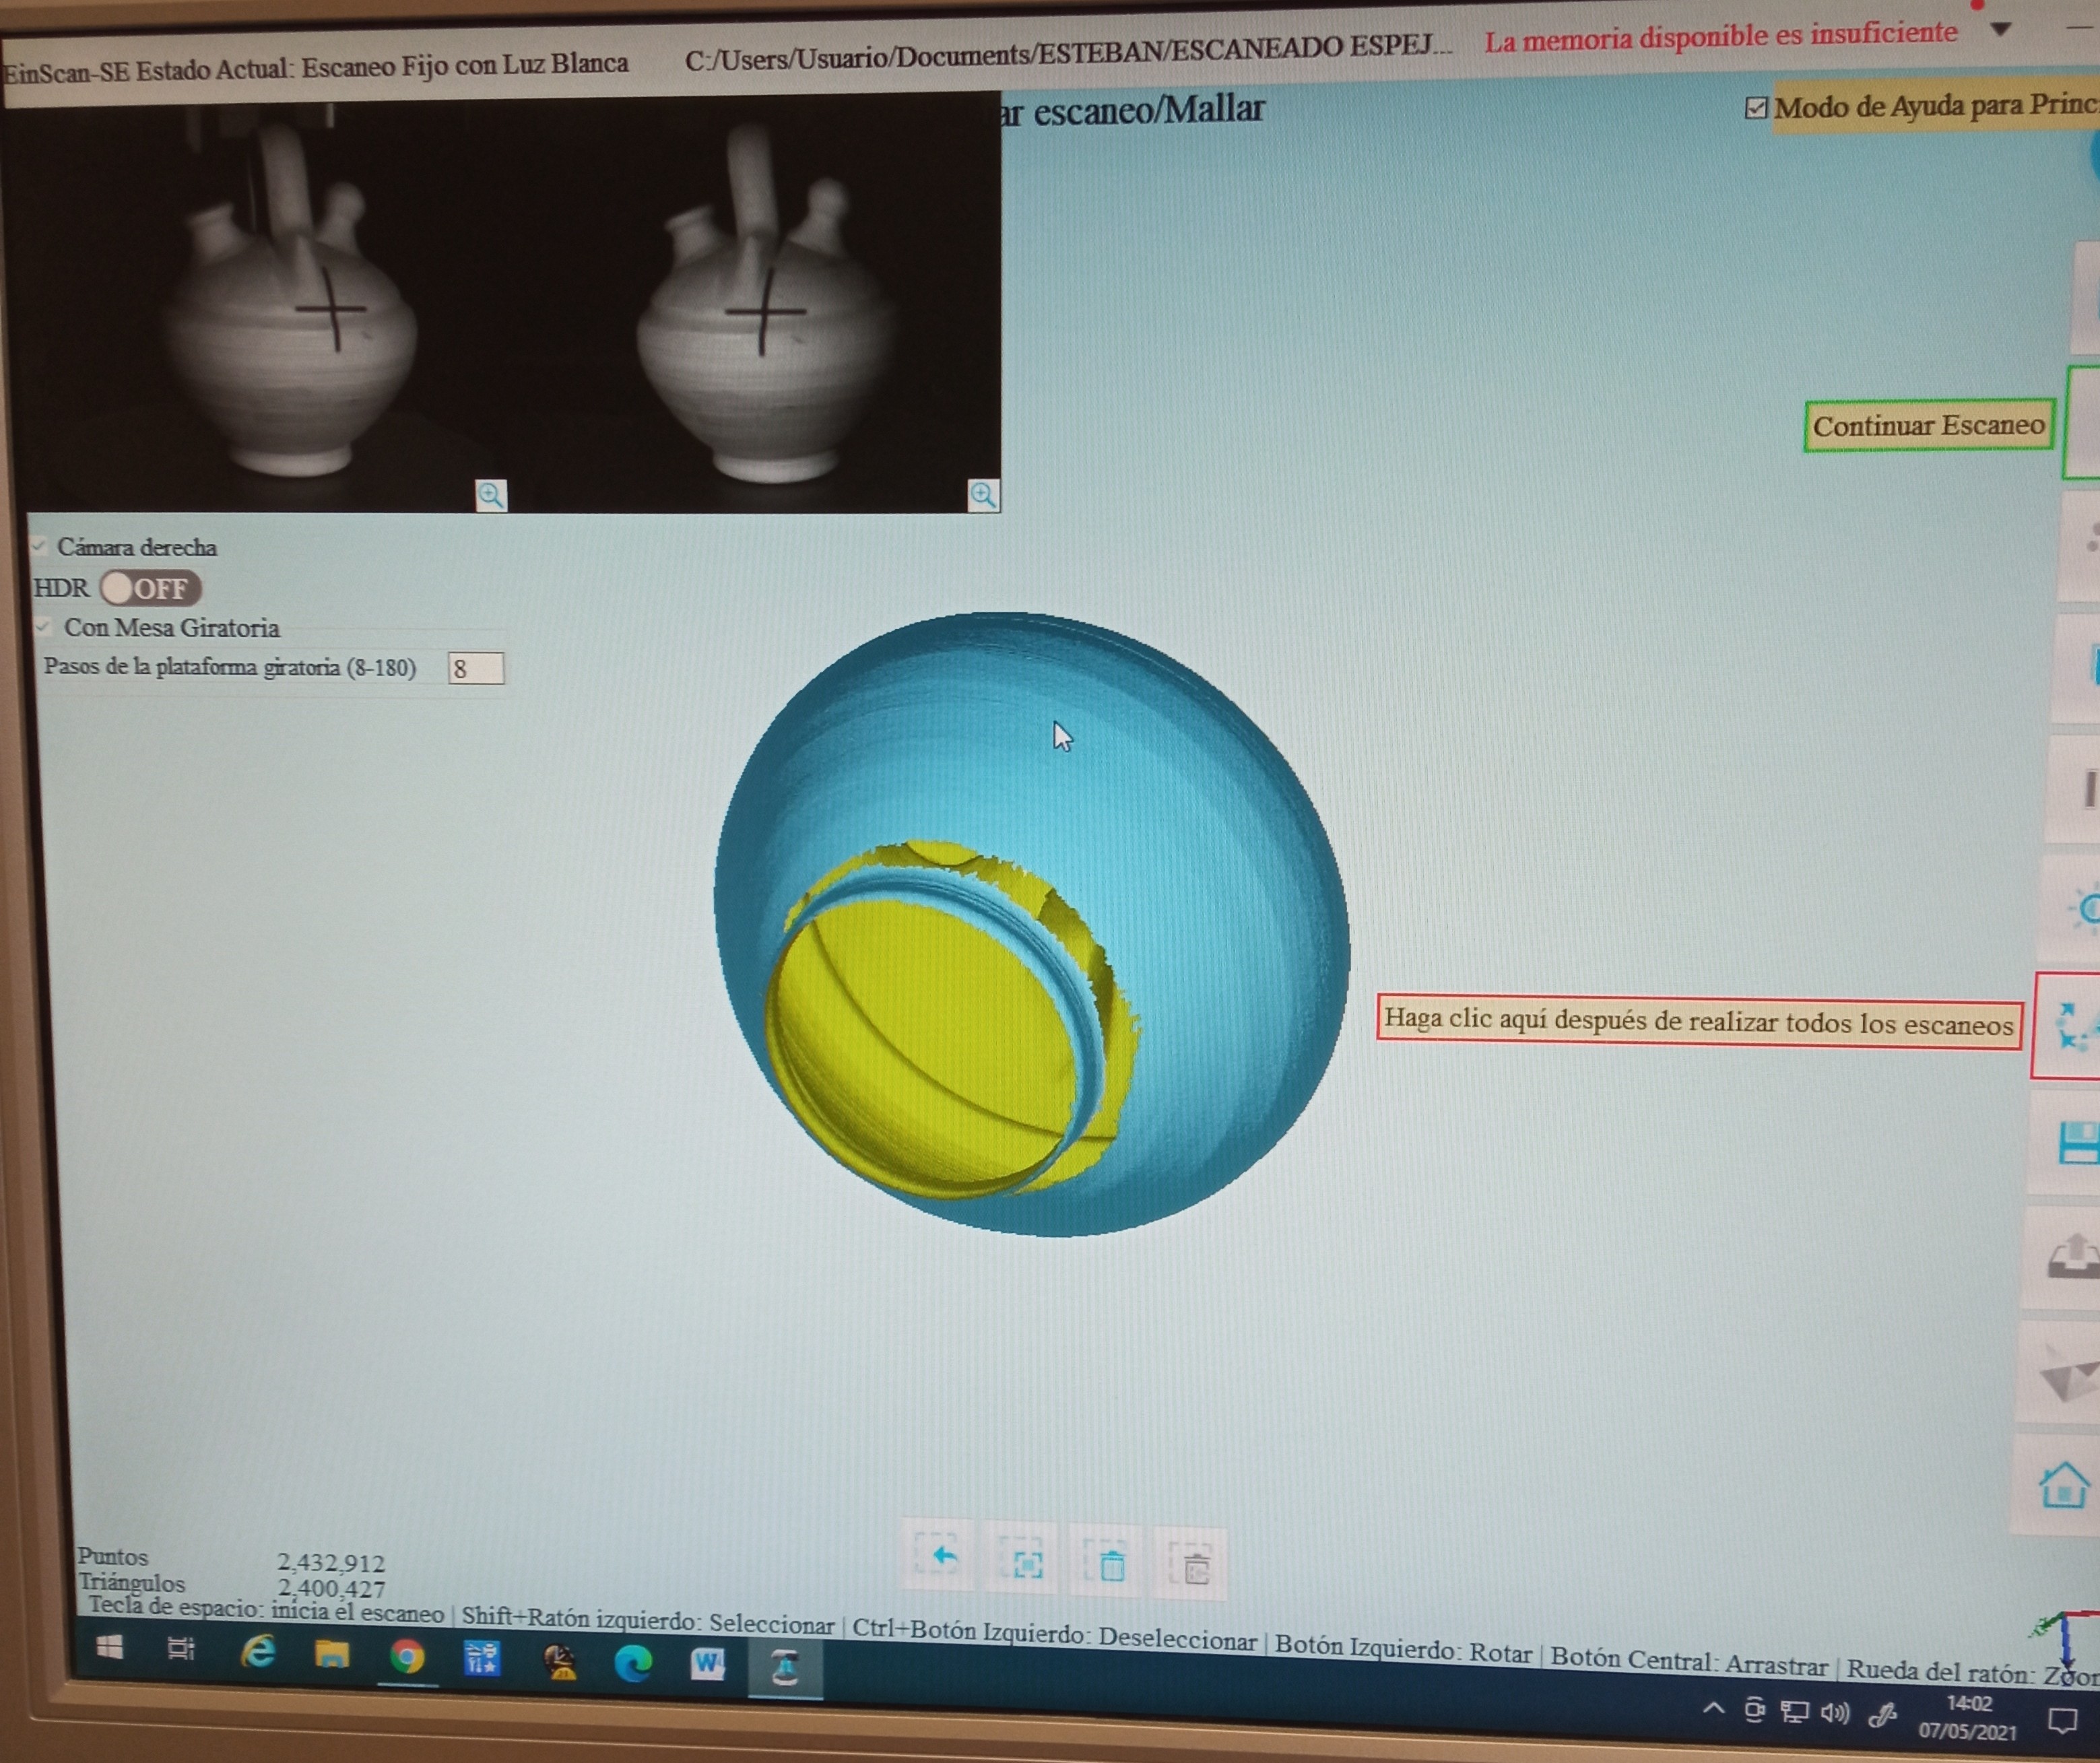 EinScan-SE Estado Actual: Escaneo Fijo con Luz Blanca C:/Users/Usuario/Documents/ESTEBAN/ESCANEADO ESPEJ... La memoria disponible es insuficiente
ar escaneo/Mallar
Modo de Ayuda para Princ
Continuar Escaneo
Cámara derecha
HDR OFF
Con Mesa Giratoria
Pasos de la plataforma giratoria (8-180) 8
Haga clic aquí después de realizar todos los escaneos
Puntos 2,432,912
Triángulos 2,400,427
Tecla de espacio: inicia el escaneo | Shift+Ratón izquierdo: Seleccionar | Ctrl+Botón Izquierdo: Deseleccionar | Botón Izquierdo: Rotar | Botón Central: Arrastrar | Rueda del ratón: Zoom
14:02
07/05/2021